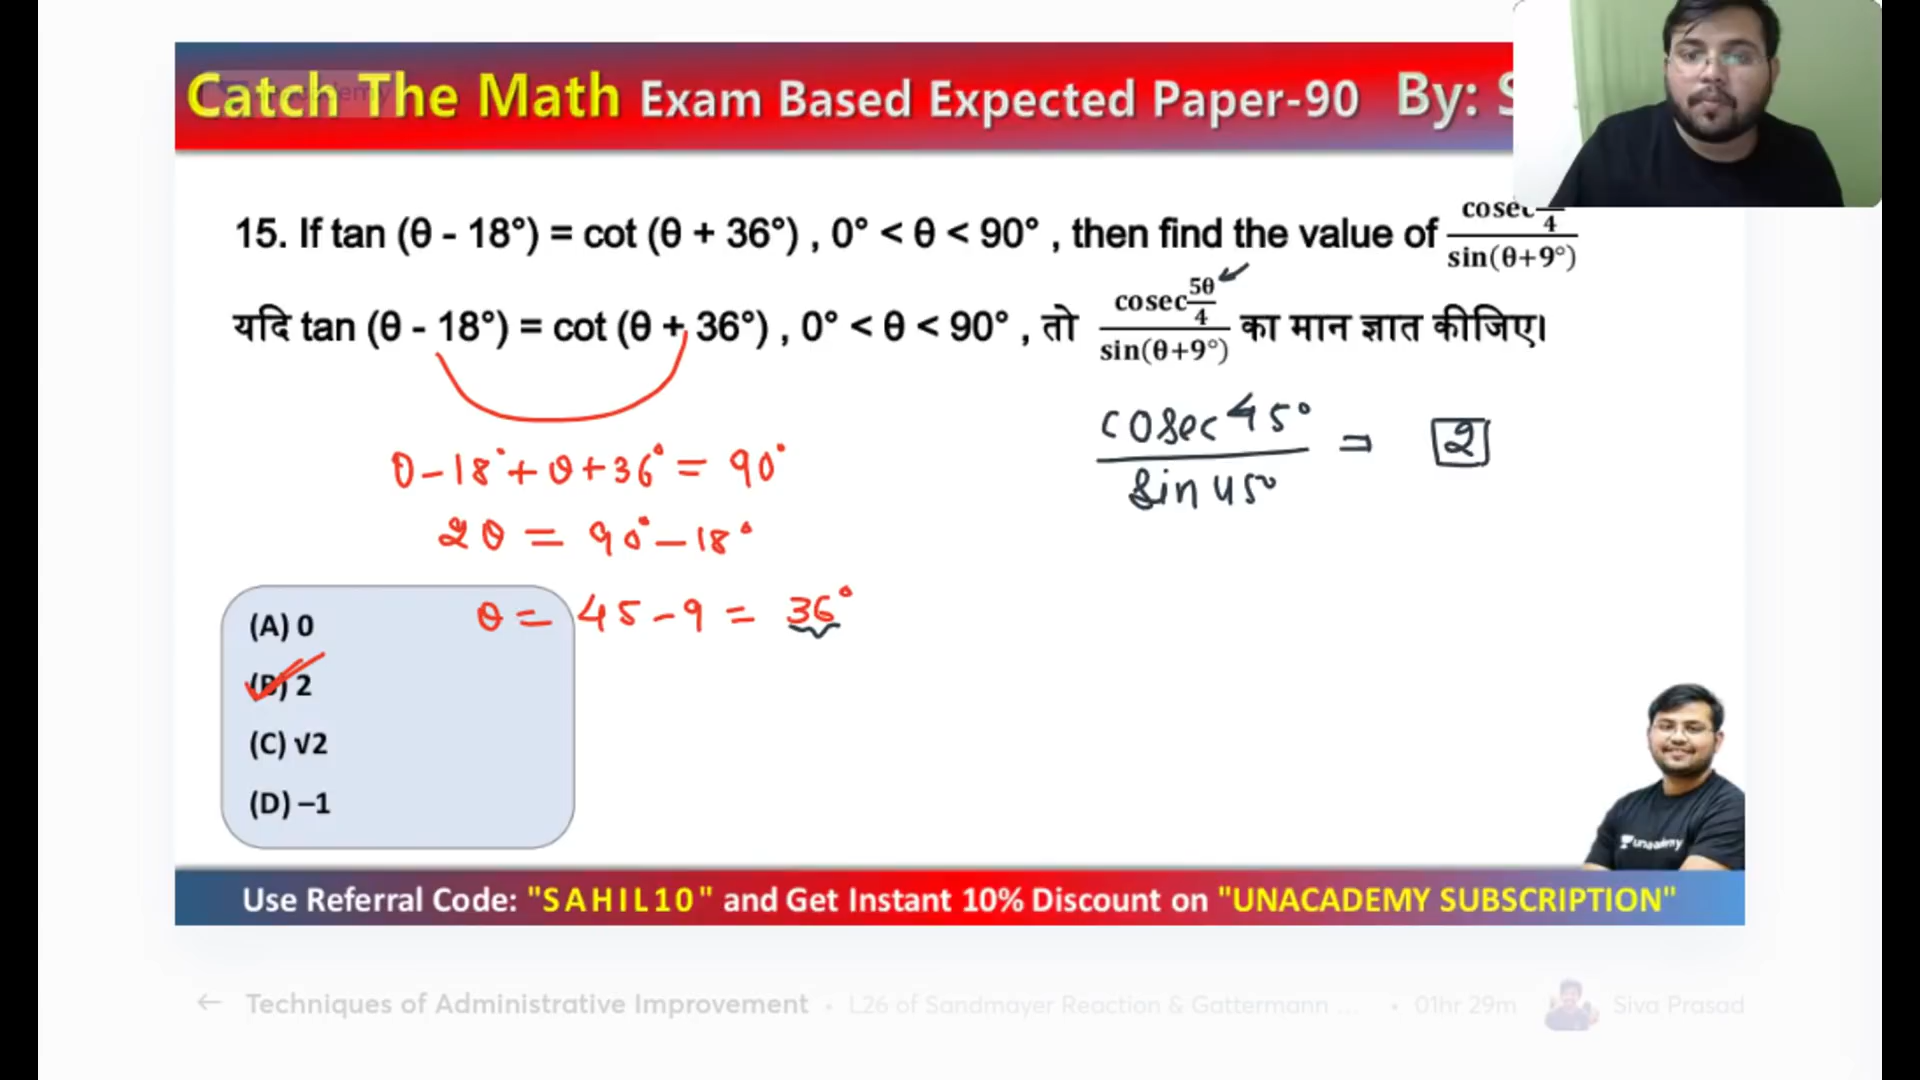 Catch The Math Exam Based Expected Paper-90 By: S
15. If tan (θ - 18°) = cot (θ + 36°) , 0° < θ < 90° , then find the value of cosec 4 / sin(θ+9°)
यदि tan (θ - 18°) = cot (θ + 36°) , 0° < θ < 90° , तो cosec 5θ/4 / sin(θ+9°) का मान ज्ञात कीजिए।
cosec 45° / sin 45° = 2
θ - 18° + θ + 36° = 90°
2θ = 90° - 18°
θ = 45 - 9 = 36°
(A) 0
(B) 2
(C) √2
(D) –1
unacademy
Use Referral Code: "SAHIL10" and Get Instant 10% Discount on "UNACADEMY SUBSCRIPTION"
← Techniques of Administrative Improvement • L26 of Sandmayer Reaction & Gattermann ... • 01hr 29m Siva Prasad